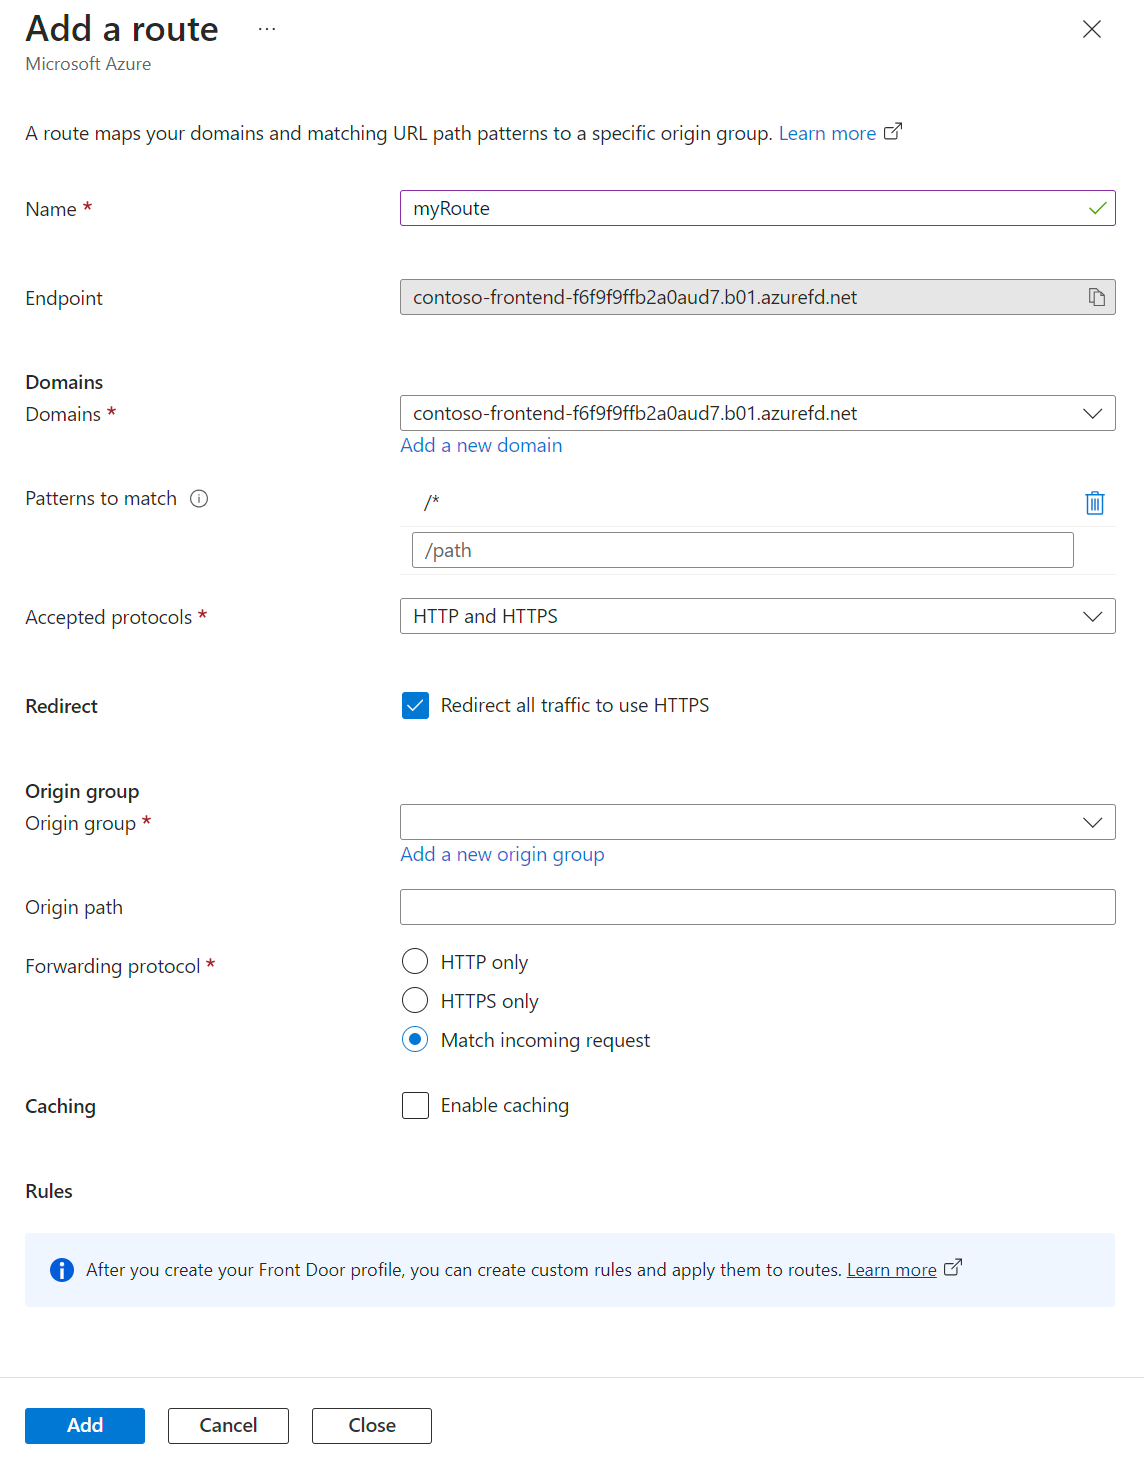 Add a route ...
Microsoft Azure
A route maps your domains and matching URL path patterns to a specific origin group. Learn more
Name *
myRoute
Endpoint
contoso-frontend-f6f9f9ffb2a0aud7.b01.azurefd.net
Domains
Domains *
contoso-frontend-f6f9f9ffb2a0aud7.b01.azurefd.net
Add a new domain
Patterns to match
/*
/path
Accepted protocols *
HTTP and HTTPS
Redirect
Redirect all traffic to use HTTPS
Origin group
Origin group *
Add a new origin group
Origin path
Forwarding protocol *
HTTP only
HTTPS only
Match incoming request
Caching
Enable caching
Rules
After you create your Front Door profile, you can create custom rules and apply them to routes. Learn more
Add
Cancel
Close